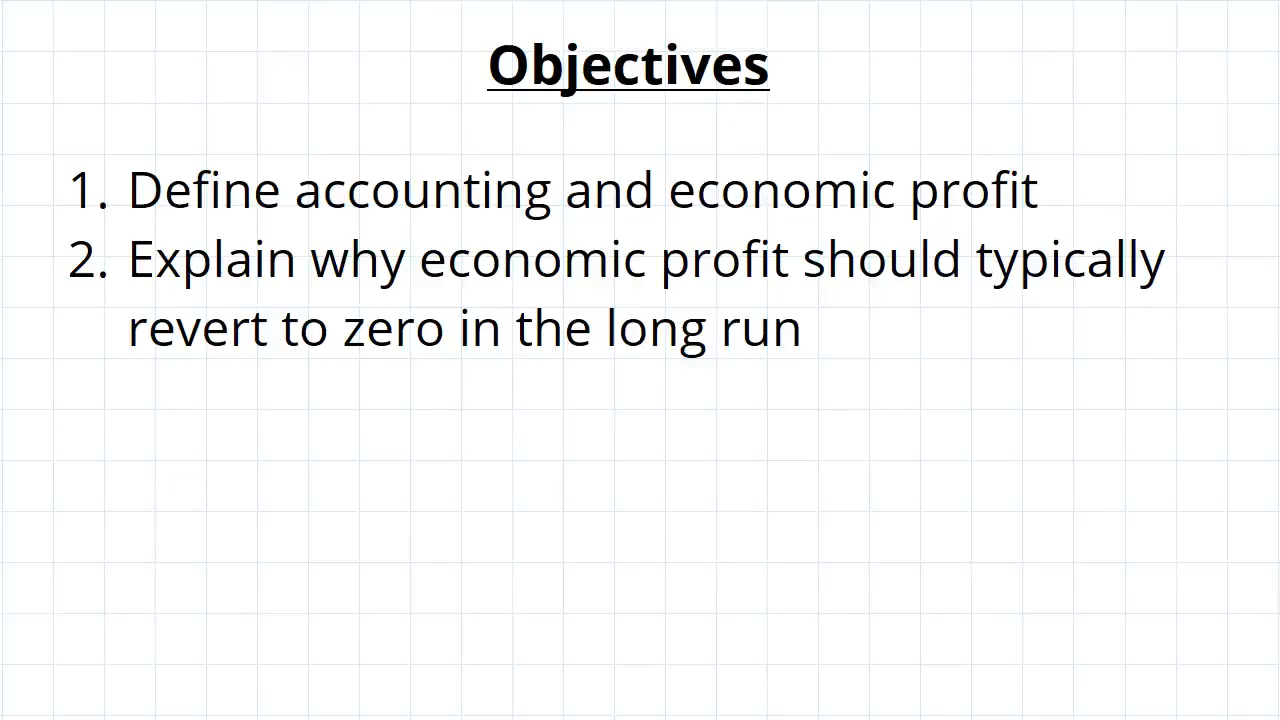 Objectives
1. Define accounting and economic profit
2. Explain why economic profit should typically
revert to zero in the long run